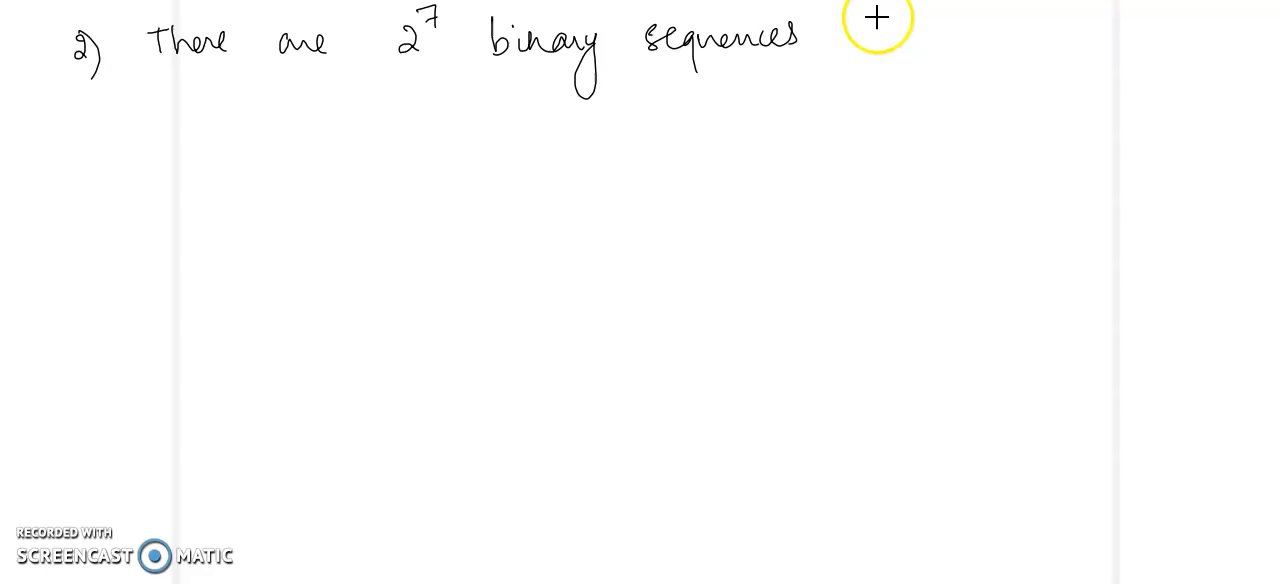 2) There are 2^7 binary sequences
RECORDED WITH
SCREENCAST MATIC